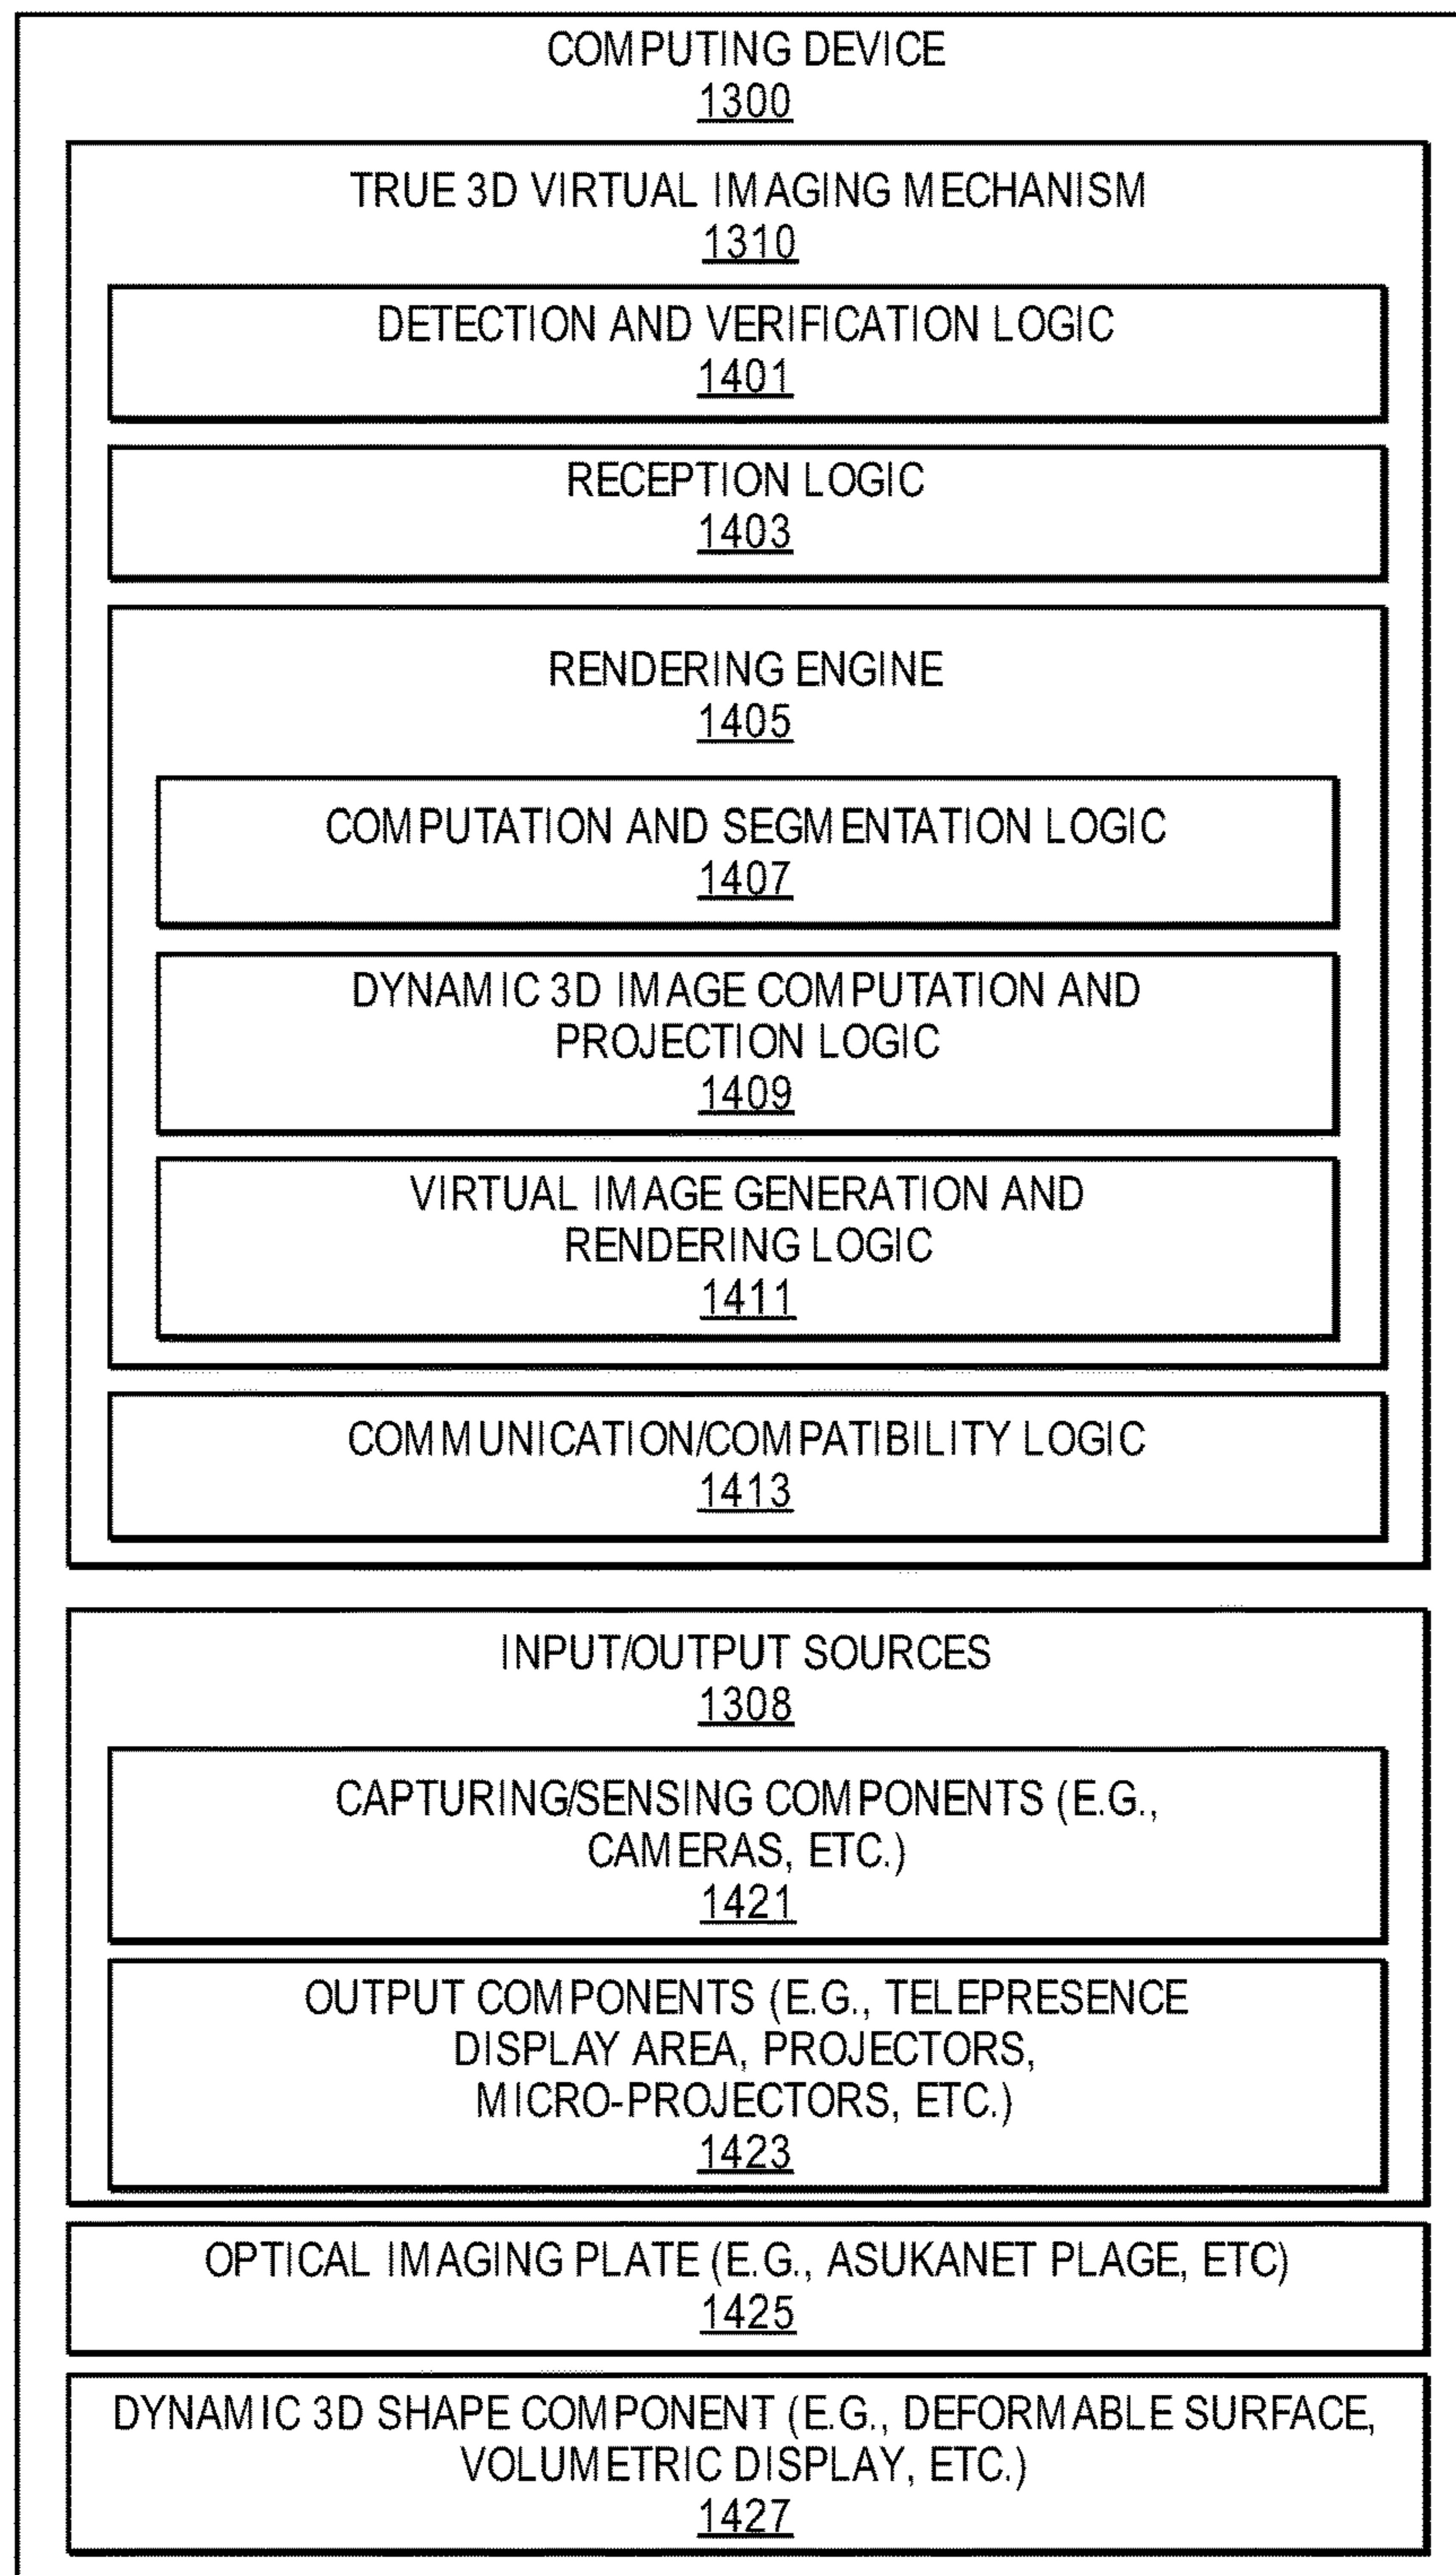 COMPUTING DEVICE
1300
TRUE 3D VIRTUAL IMAGING MECHANISM
1310
DETECTION AND VERIFICATION LOGIC
1401
RECEPTION LOGIC
1403
RENDERING ENGINE
1405
COMPUTATION AND SEGMENTATION LOGIC
1407
DYNAMIC 3D IMAGE COMPUTATION AND
PROJECTION LOGIC
1409
VIRTUAL IMAGE GENERATION AND
RENDERING LOGIC
1411
COMMUNICATION/COMPATIBILITY LOGIC
1413
INPUT/OUTPUT SOURCES
1308
CAPTURING/SENSING COMPONENTS (E.G.,
CAMERAS, ETC.)
1421
OUTPUT COMPONENTS (E.G., TELEPRESENCE
DISPLAY AREA, PROJECTORS,
MICRO-PROJECTORS, ETC.)
1423
OPTICAL IMAGING PLATE (E.G., ASUKANET PLAGE, ETC)
1425
DYNAMIC 3D SHAPE COMPONENT (E.G., DEFORMABLE SURFACE,
VOLUMETRIC DISPLAY, ETC.)
1427